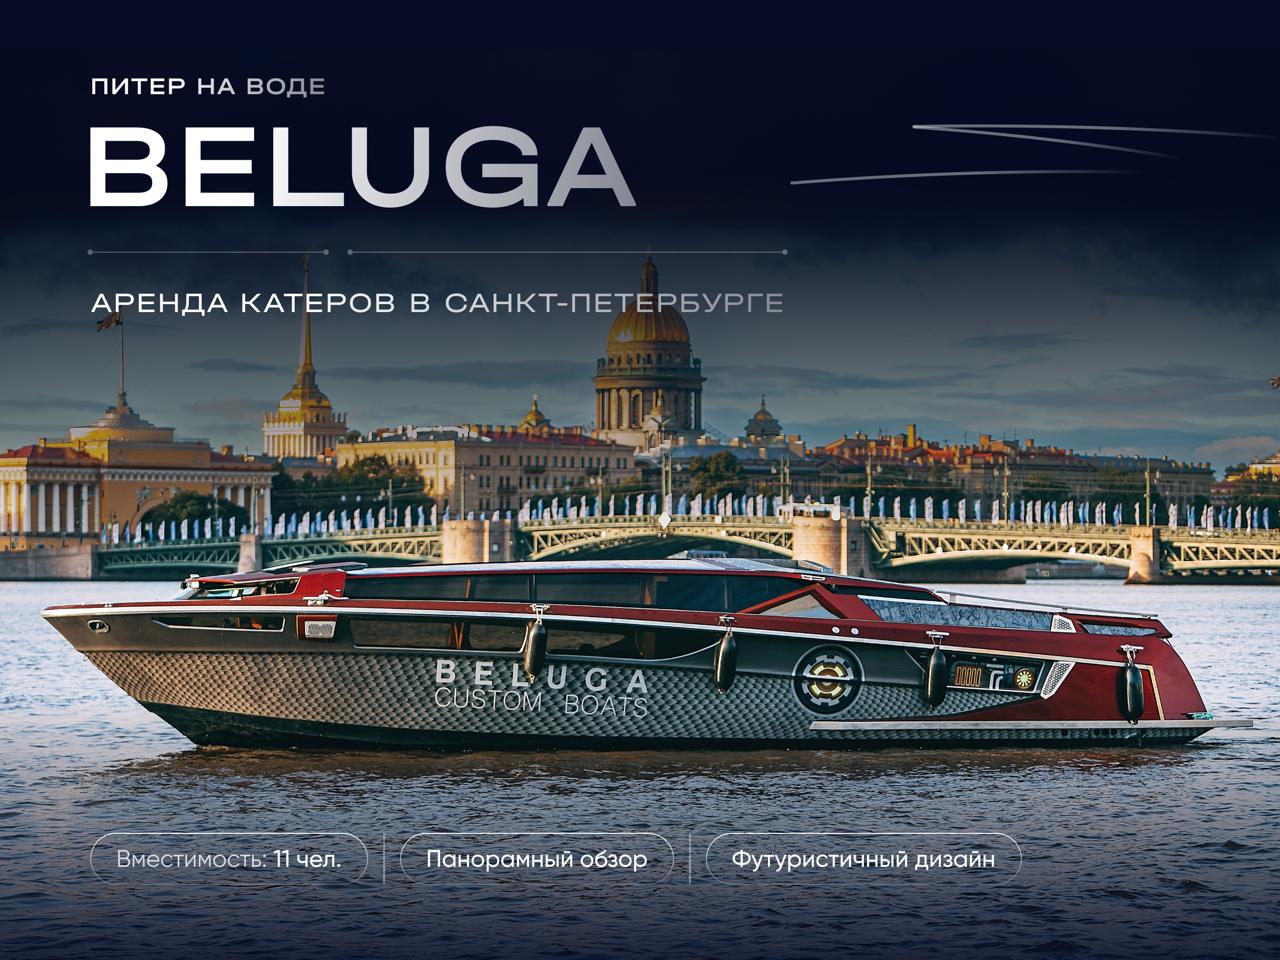 ПИТЕР НА ВОДЕ
BELUGA
АРЕНДА КАТЕРОВ В САНКТ-ПЕТЕРБУРГЕ
BELUGA
CUSTOM BOATS
Вместимость: 11 чел.
Панорамный обзор
Футуристичный дизайн